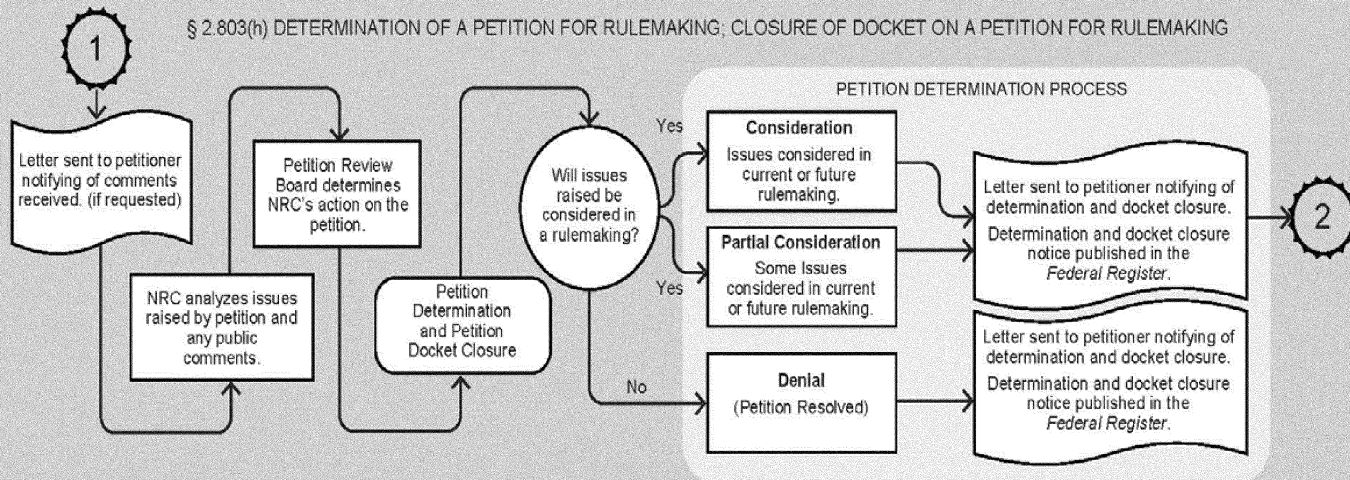 § 2.803(h) DETERMINATION OF A PETITION FOR RULEMAKING; CLOSURE OF DOCKET ON A PETITION FOR RULEMAKING
1
Letter sent to petitioner
notifying of comments
received. (if requested)
NRC analyzes issues
raised by petition and
any public
comments.
Petition Review
Board determines
NRC's action on the
petition.
Petition
Determination
and Petition
Docket Closure
Will issues
raised be
considered in
a rulemaking?
Yes
Yes
No
PETITION DETERMINATION PROCESS
Consideration
Issues considered in
current or future
rulemaking.
Partial Consideration
Some Issues
considered in current
or future rulemaking.
Denial
(Petition Resolved)
Letter sent to petitioner notifying of
determination and docket closure.
Determination and docket closure
notice published in the
Federal Register.
Letter sent to petitioner notifying of
determination and docket closure.
Determination and docket closure
notice published in the
Federal Register.
2